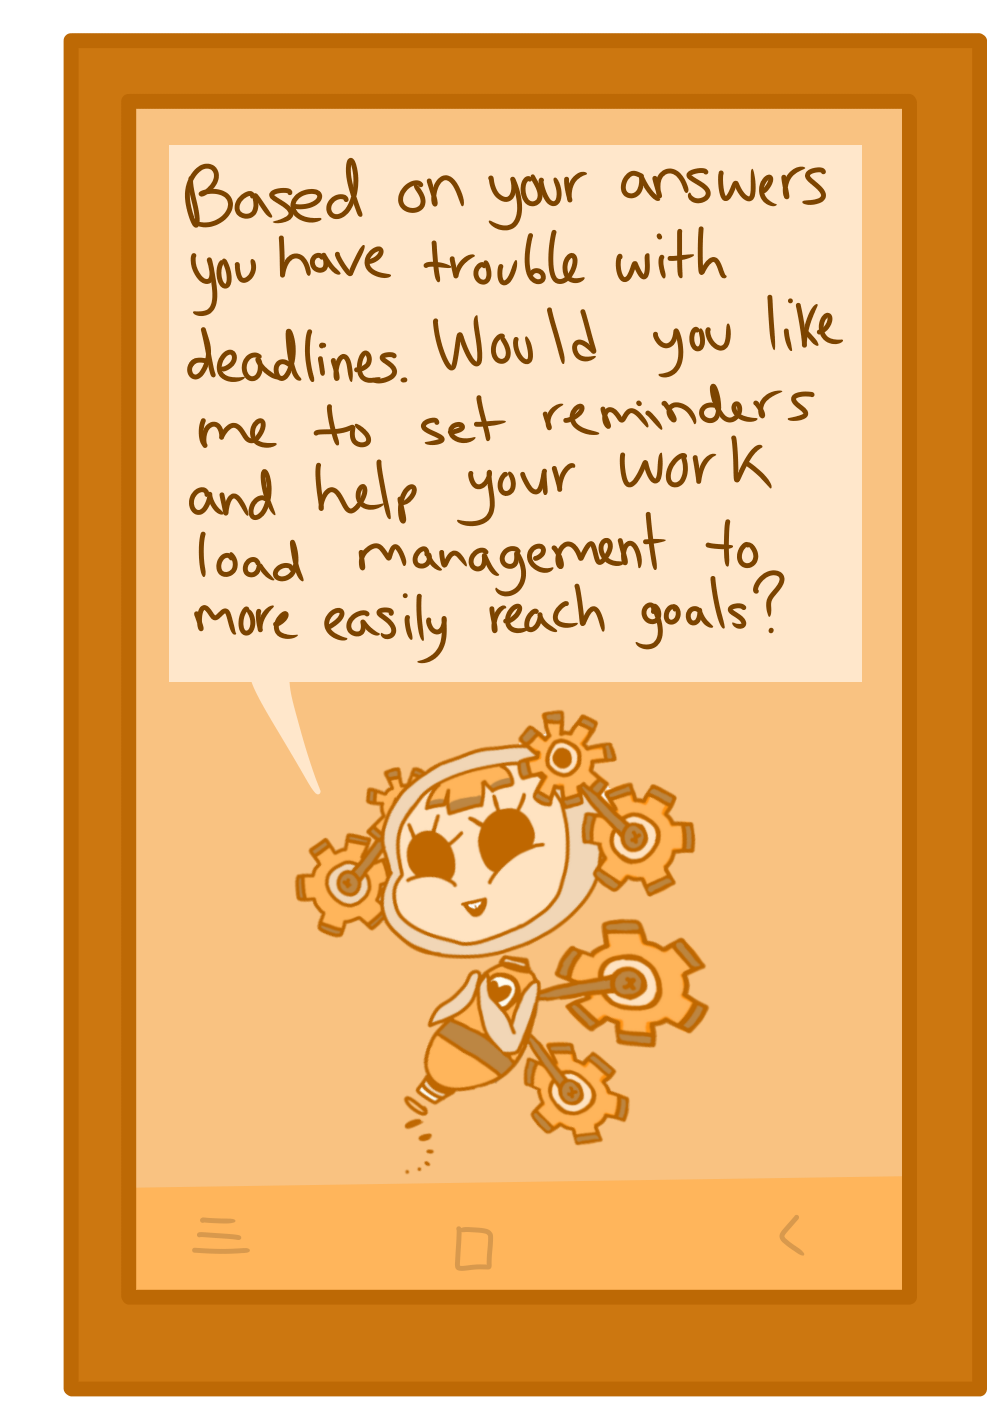 Based on your answers
you have trouble with
deadlines. Would you like
me to set reminders
and help your work
load management to
more easily reach goals?